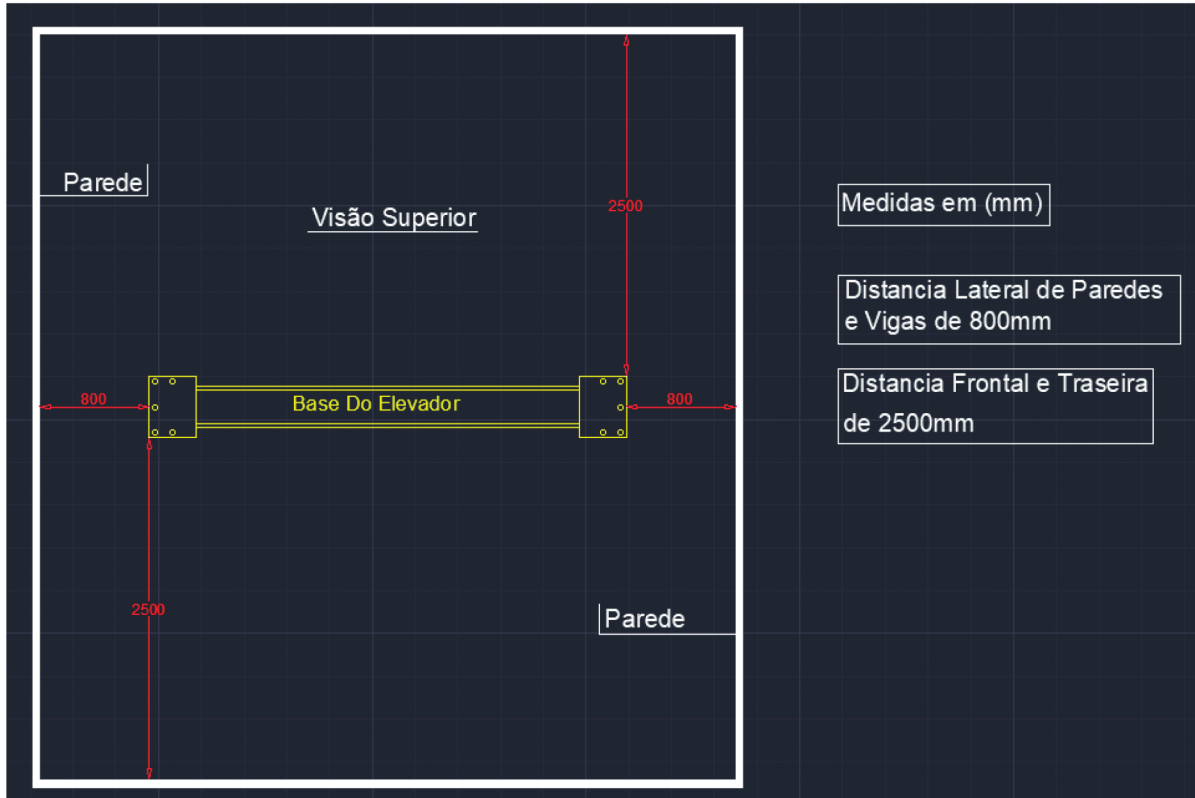 Parede
Visão Superior
2500
800
Base Do Elevador
800
2500
Parede
Medidas em (mm)
Distancia Lateral de Paredes
e Vigas de 800mm
Distancia Frontal e Traseira
de 2500mm